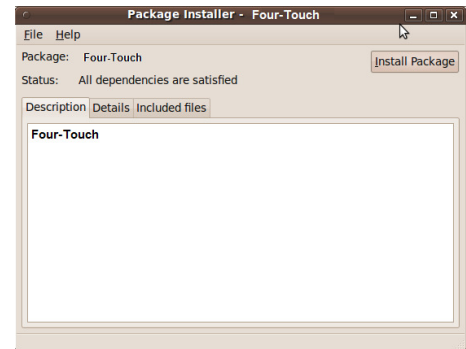 Package Installer - Four-Touch
File Help
Package: Four-Touch
Install Package
Status: All dependencies are satisfied
Description Details Included files
Four-Touch